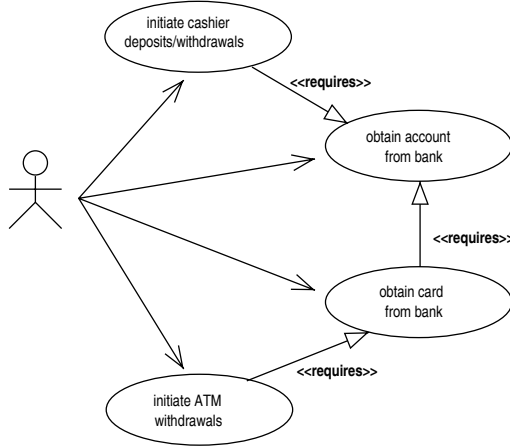 initiate cashier
deposits/withdrawals
<<requires>>
obtain account
from bank
<<requires>>
obtain card
from bank
<<requires>>
initiate ATM
withdrawals